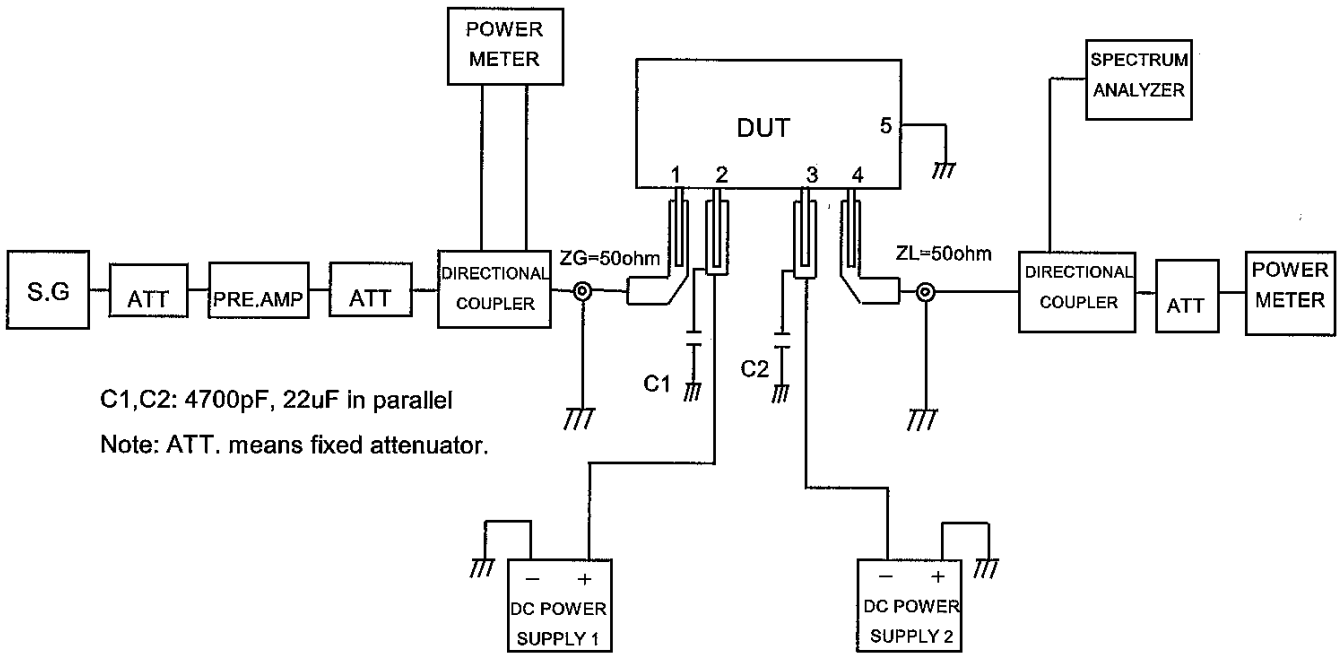 POWER
METER
SPECTRUM
ANALYZER
DUT
5
1
2
3
4
ZG=50ohm
ZL=50ohm
S.G
ATT
PRE.AMP
ATT
DIRECTIONAL
COUPLER
DIRECTIONAL
COUPLER
ATT
POWER
METER
C1
C2
C1,C2: 4700pF, 22uF in parallel
Note: ATT. means fixed attenuator.
− +
DC POWER
SUPPLY 1
− +
DC POWER
SUPPLY 2